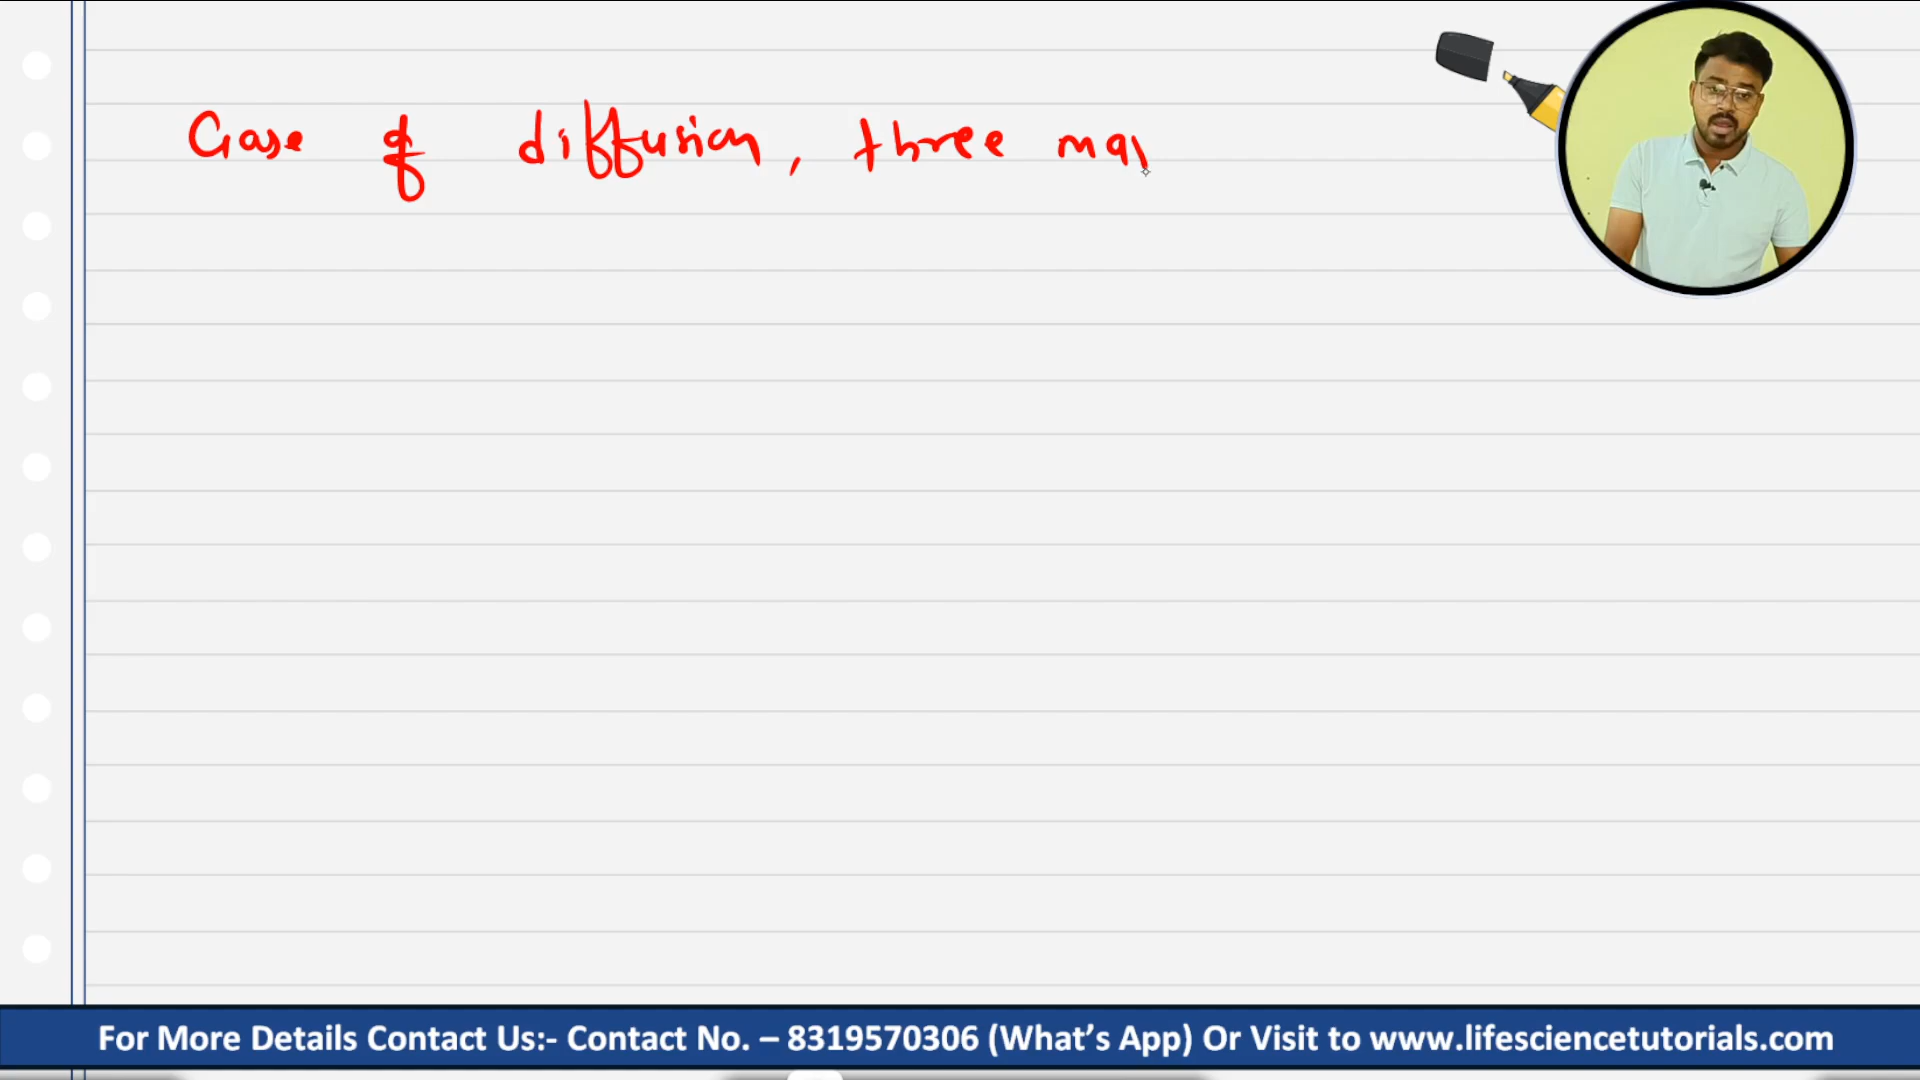 Case of diffusion, three maj
For More Details Contact Us:- Contact No. – 8319570306 (What's App) Or Visit to www.lifesciencetutorials.com